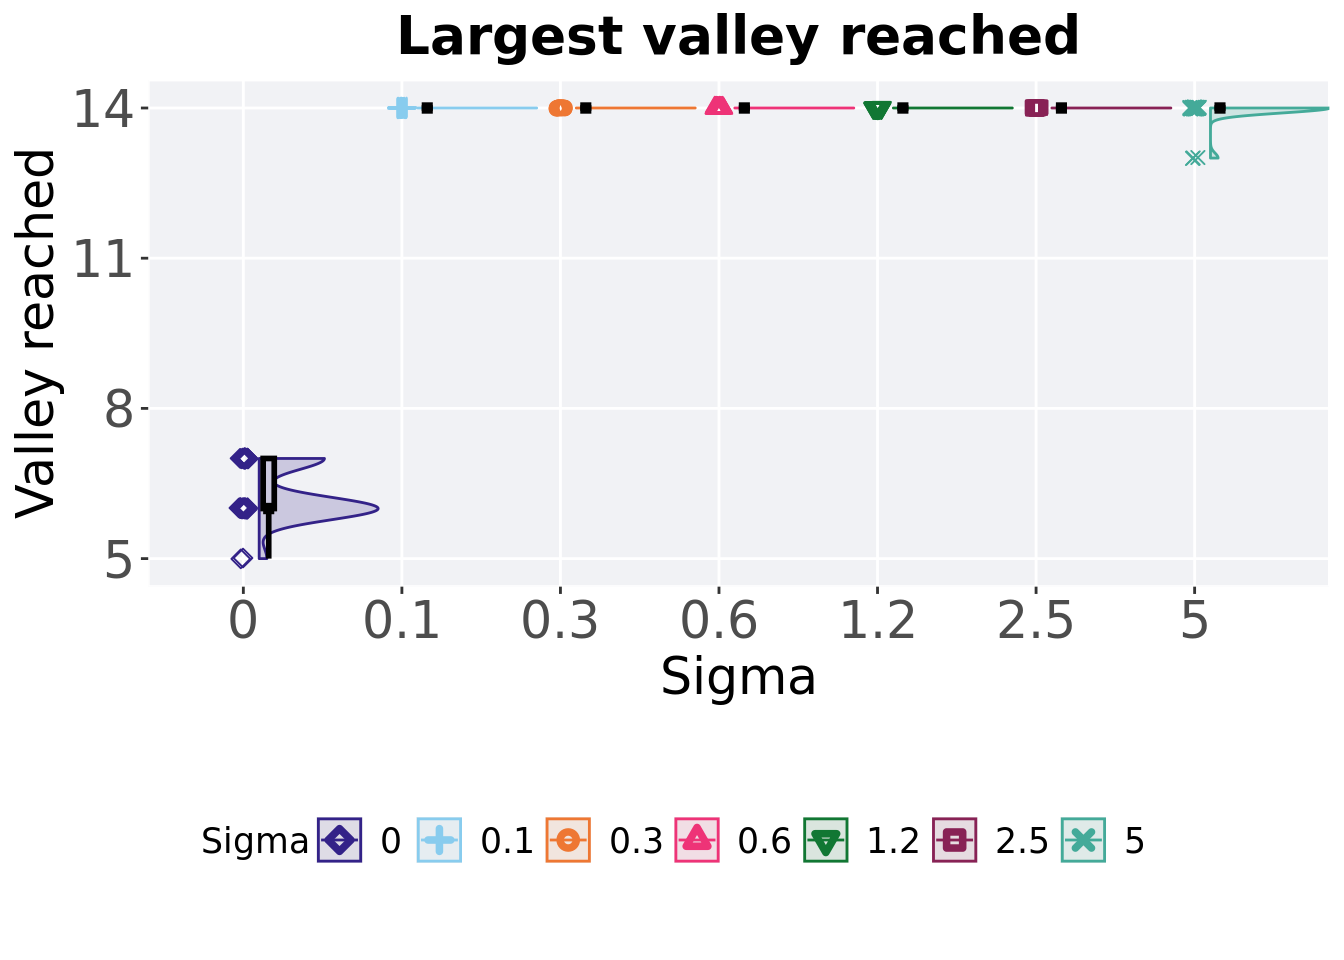 Largest valley reached
Valley reached
14
11
8
5
0 0.1 0.3 0.6 1.2 2.5 5
Sigma
Sigma 0 0.1 0.3 0.6 1.2 2.5 5